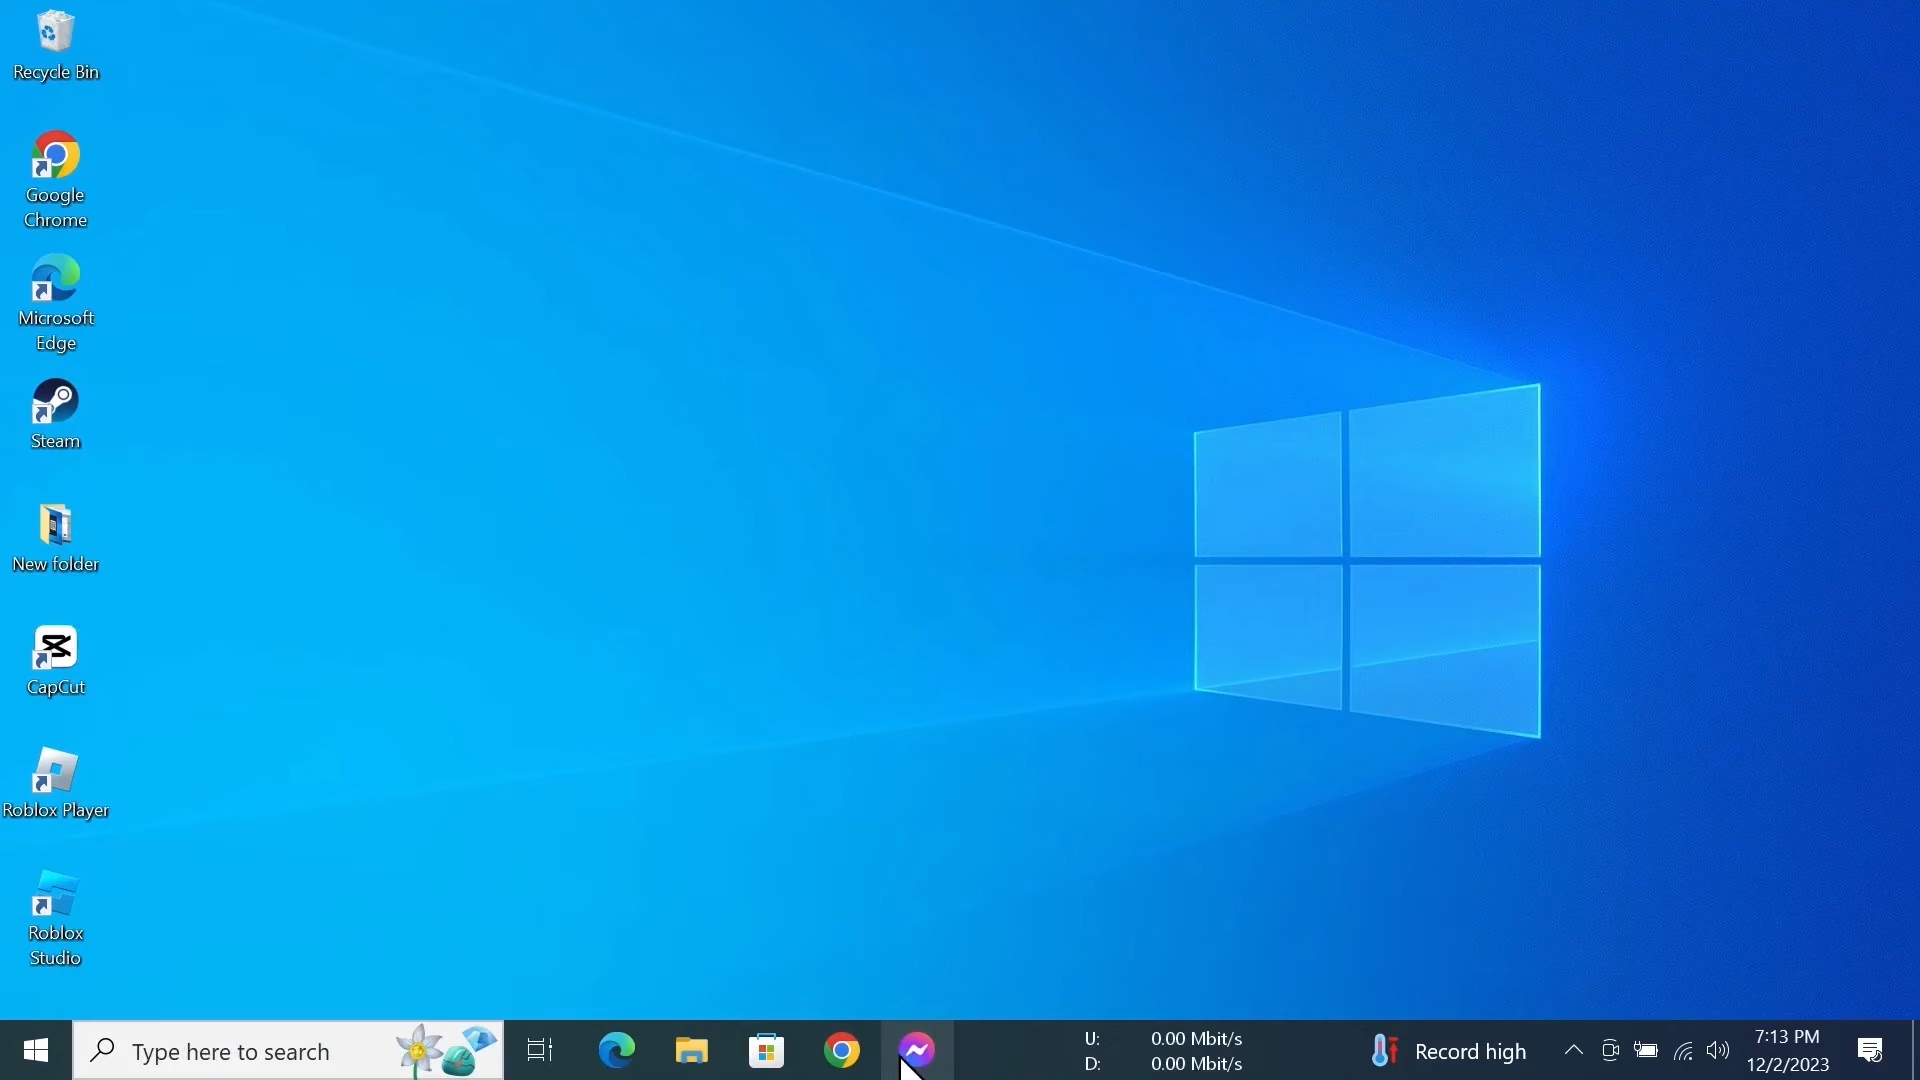 Recycle Bin
Google
Chrome
Microsoft
Edge
Steam
New folder
CapCut
Roblox Player
Roblox
Studio
Type here to search
U: 0.00 Mbit/s
D: 0.00 Mbit/s
Record high
7:13 PM
12/2/2023